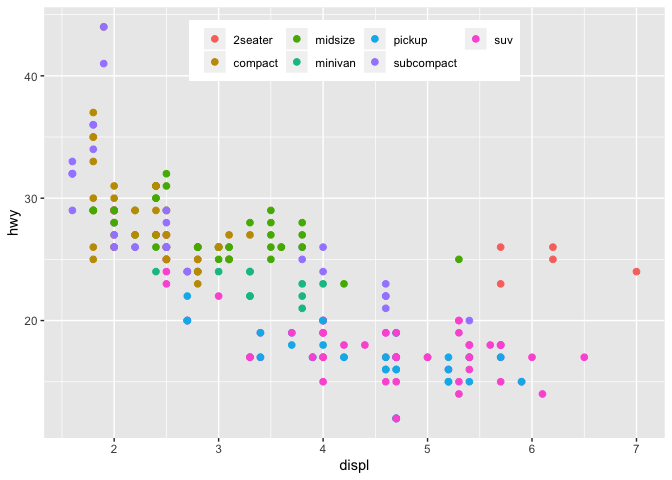 2seater midsize pickup suv
compact minivan subcompact
40
30
20
hwy
2 3 4 5 6 7
displ